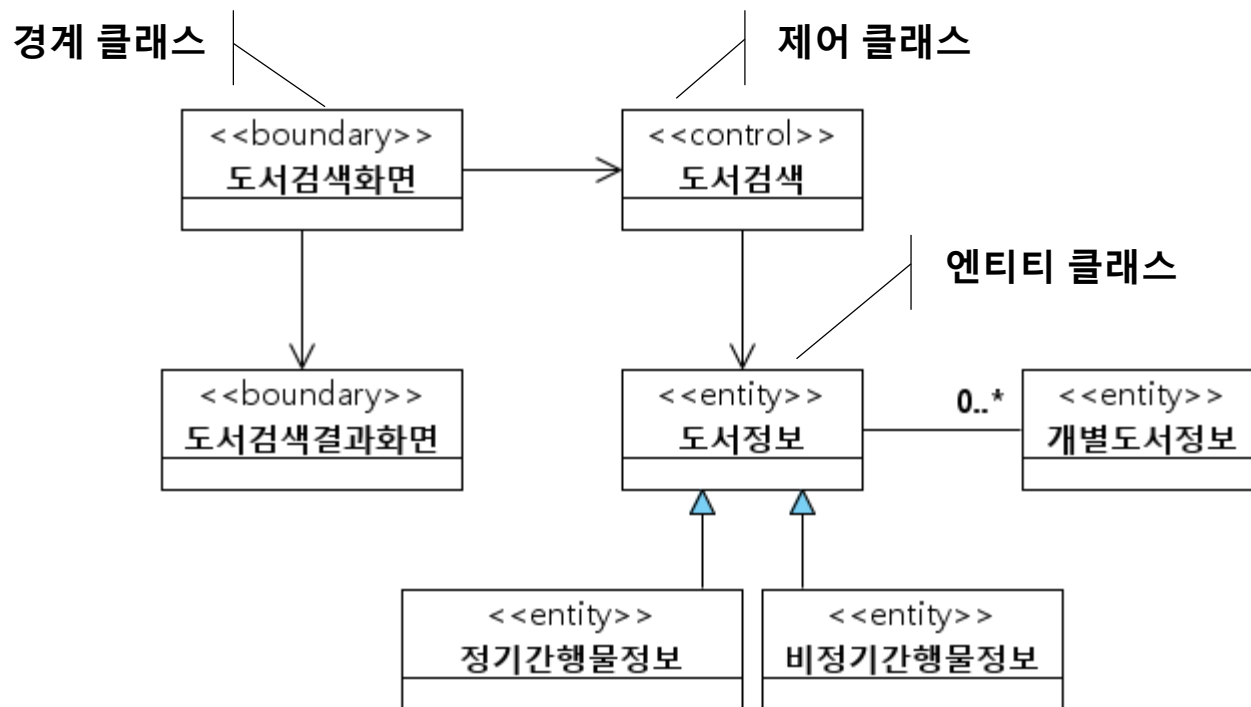 경계 클래스
제어 클래스
<<boundary>>
도서검색화면
<<control>>
도서검색
엔티티 클래스
<<boundary>>
도서검색결과화면
<<entity>>
도서정보
0..*
<<entity>>
개별도서정보
<<entity>>
정기간행물정보
<<entity>>
비정기간행물정보